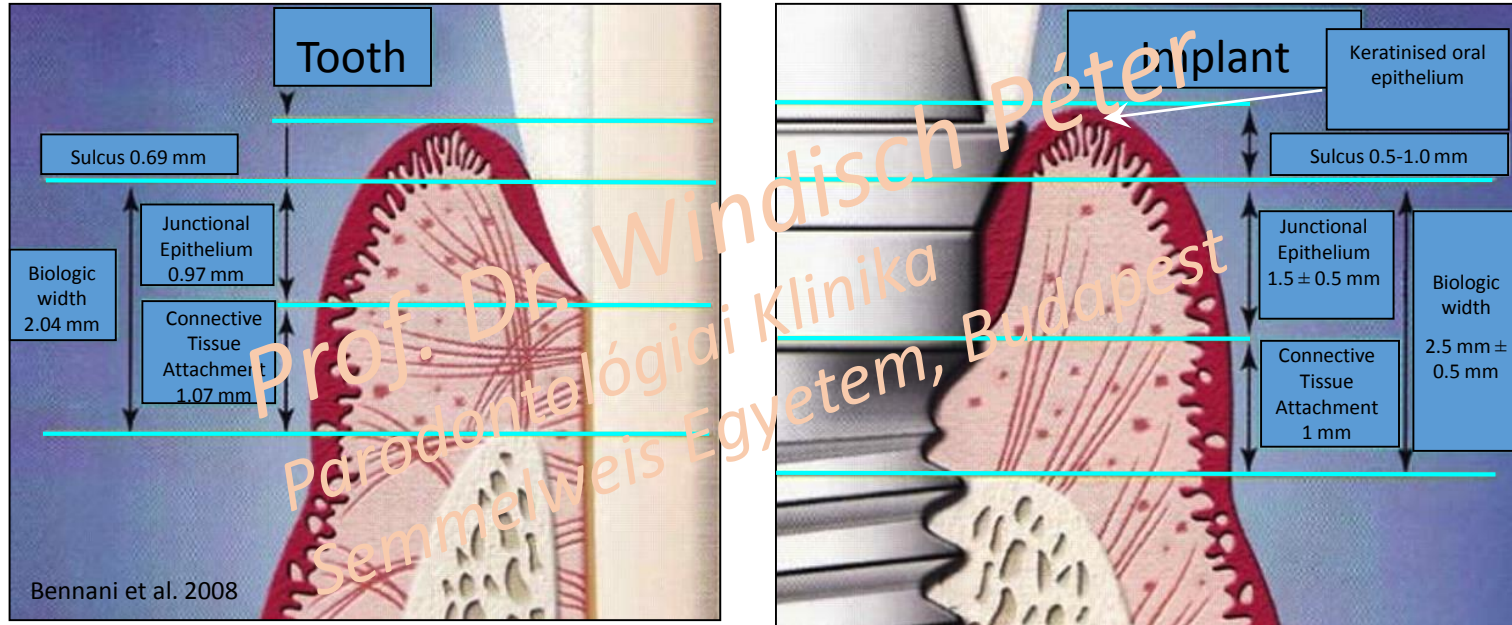 Tooth
Sulcus 0.69 mm
Junctional
Epithelium
0.97 mm
Biologic
width
2.04 mm
Connective
Tissue
Attachment
1.07 mm
Bennani et al. 2008
Implant
Keratinised oral
epithelium
Sulcus 0.5-1.0 mm
Junctional
Epithelium
1.5 ± 0.5 mm
Biologic
width
2.5 mm ±
0.5 mm
Connective
Tissue
Attachment
1 mm
Prof. Dr. Windisch Péter
Parodontológiai Klinika
Semmelweis Egyetem, Budapest